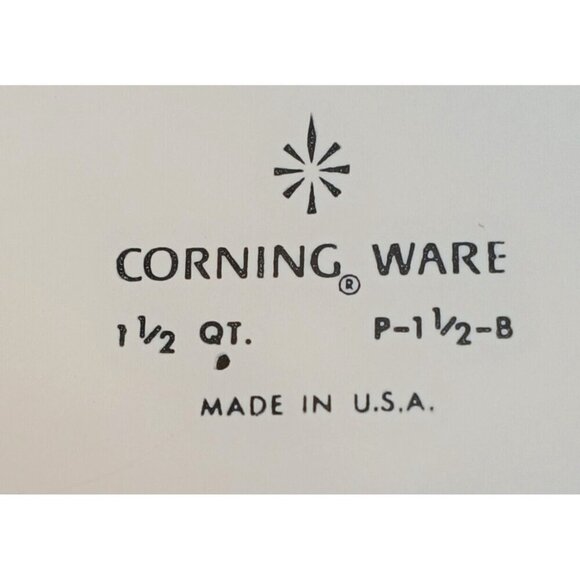 CORNING® WARE
1 1/2 QT. P-1 1/2-B
MADE IN U.S.A.